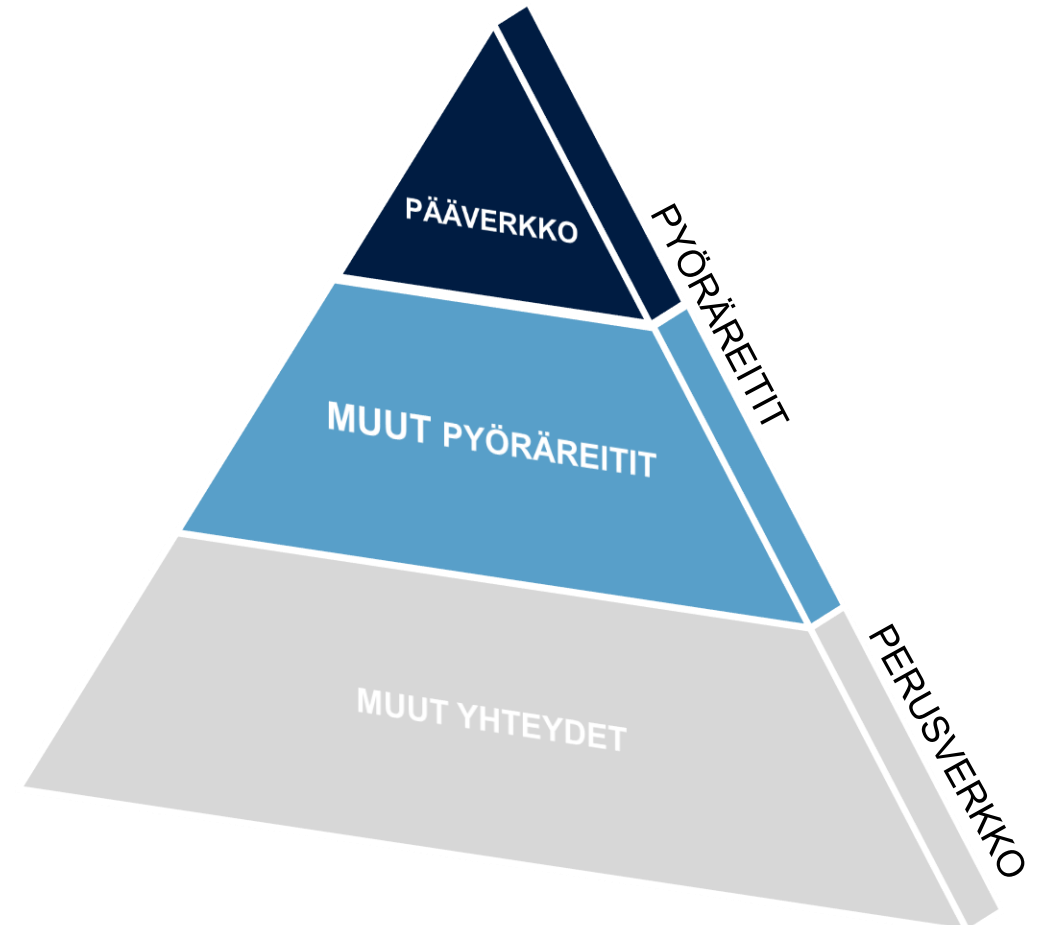 PÄÄVERKKO
PYÖRÄREITIT
MUUT PYÖRÄREITIT
MUUT YHTEYDET
PERUSVERKKO